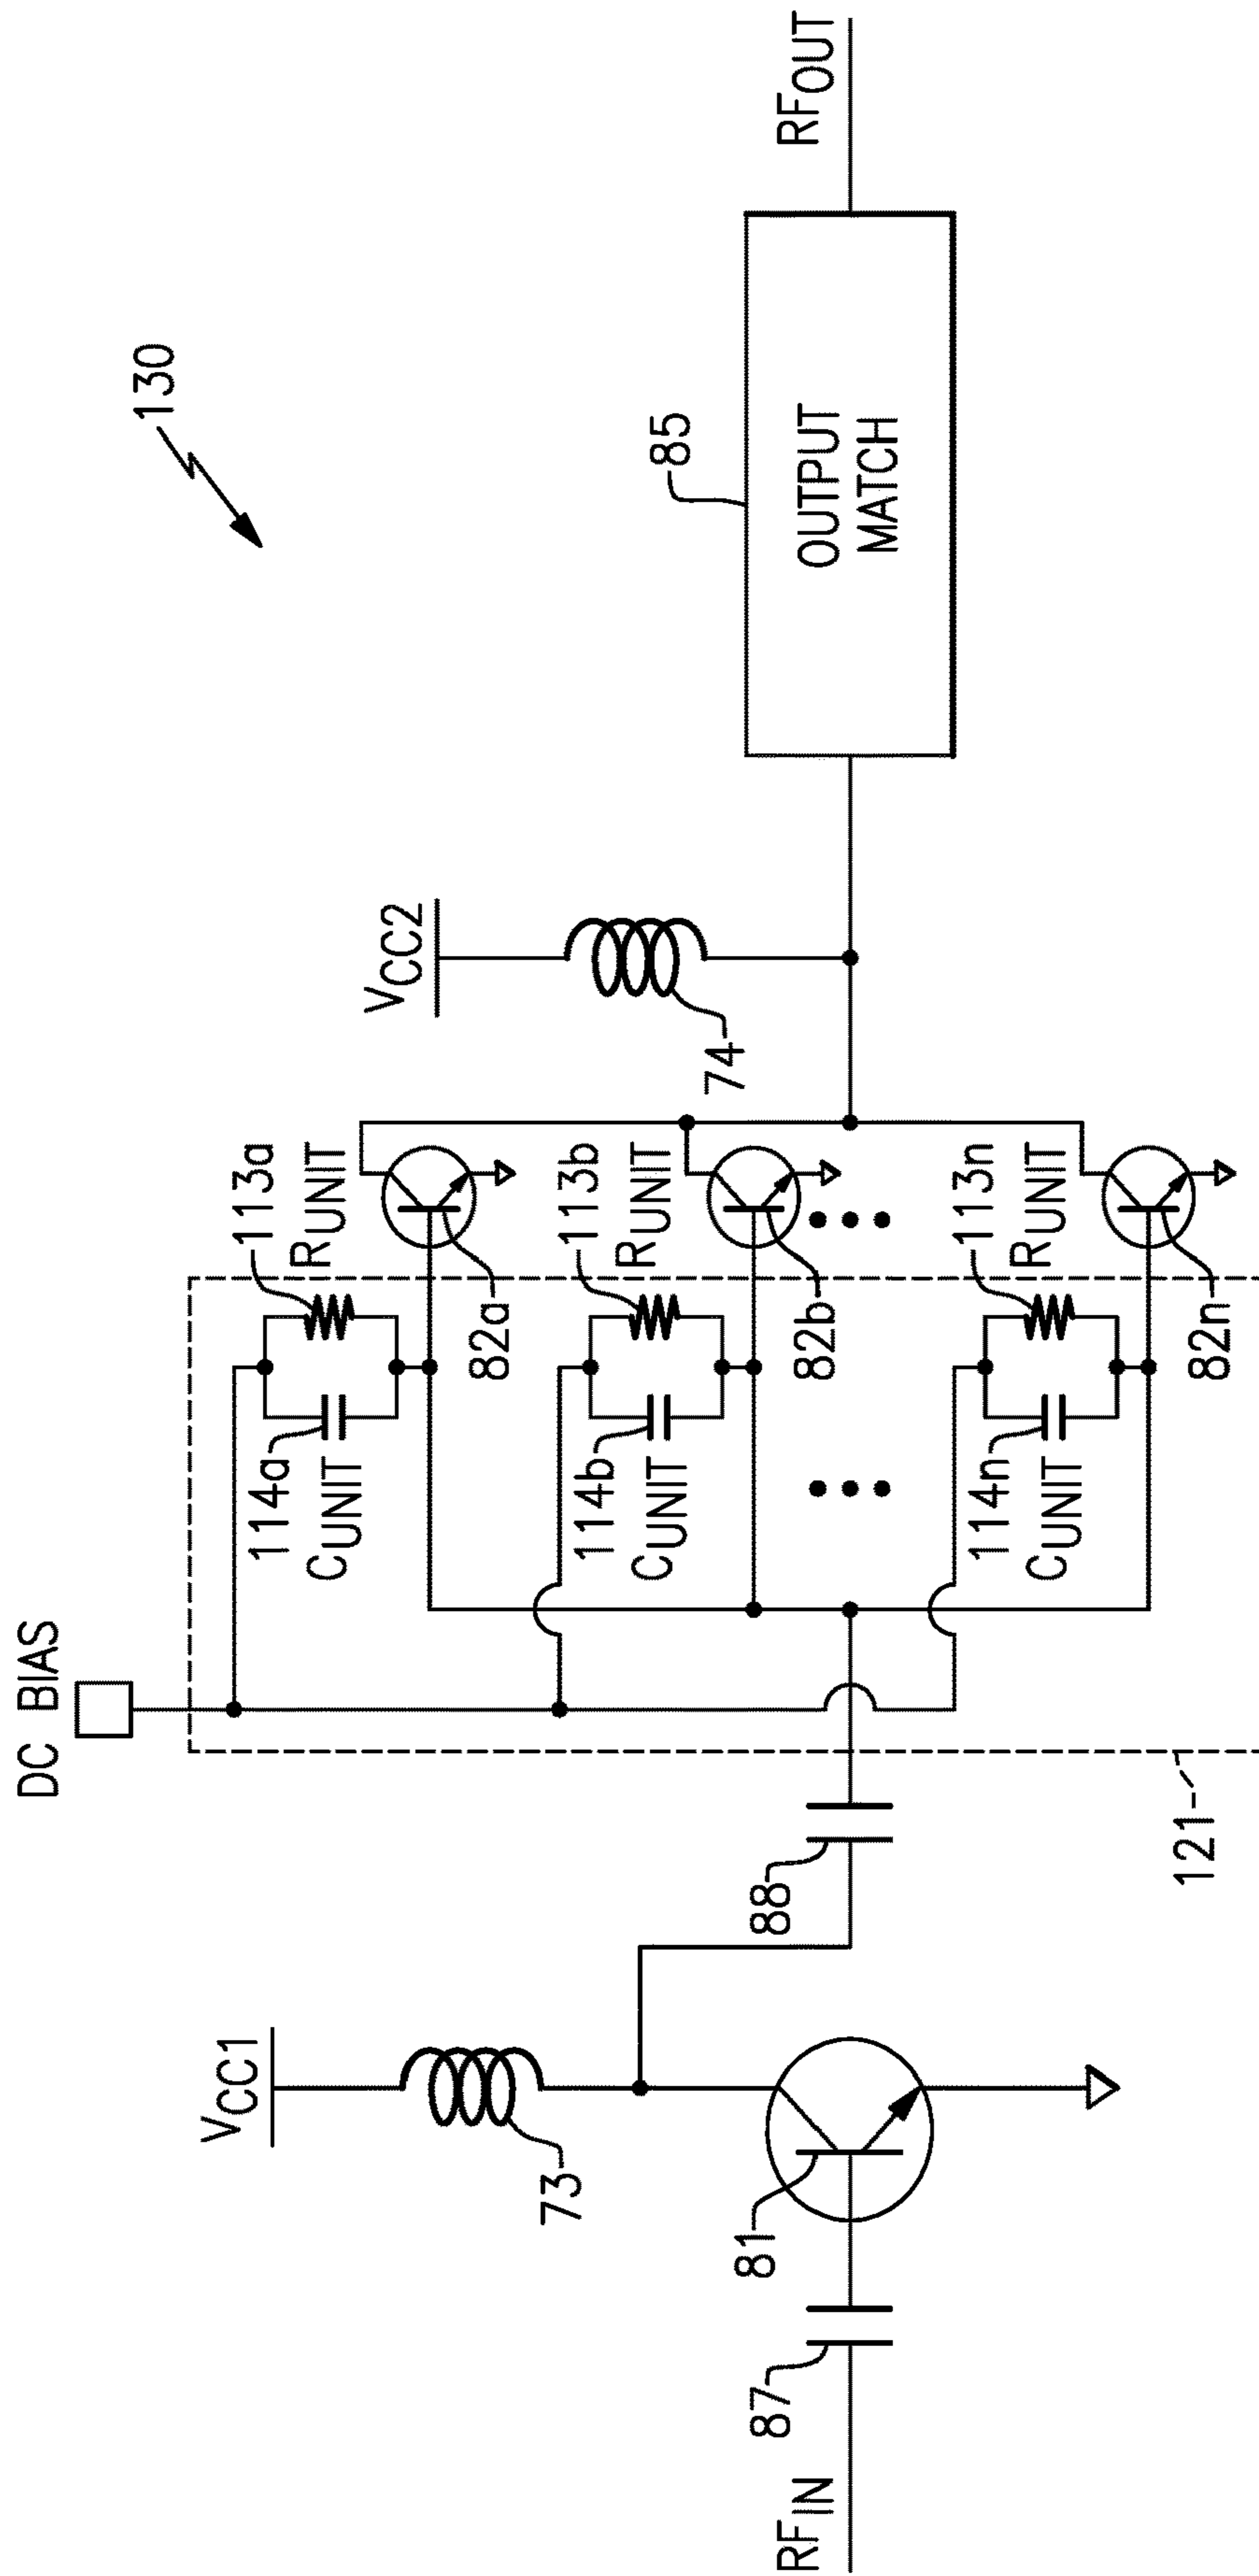 130
DC BIAS
VCC1
73
RFIN
87
81
88
121
114a
CUNIT
113a
RUNIT
82a
114b
CUNIT
113b
RUNIT
82b
114n
CUNIT
113n
RUNIT
82n
VCC2
74
85
OUTPUT
MATCH
RFOUT